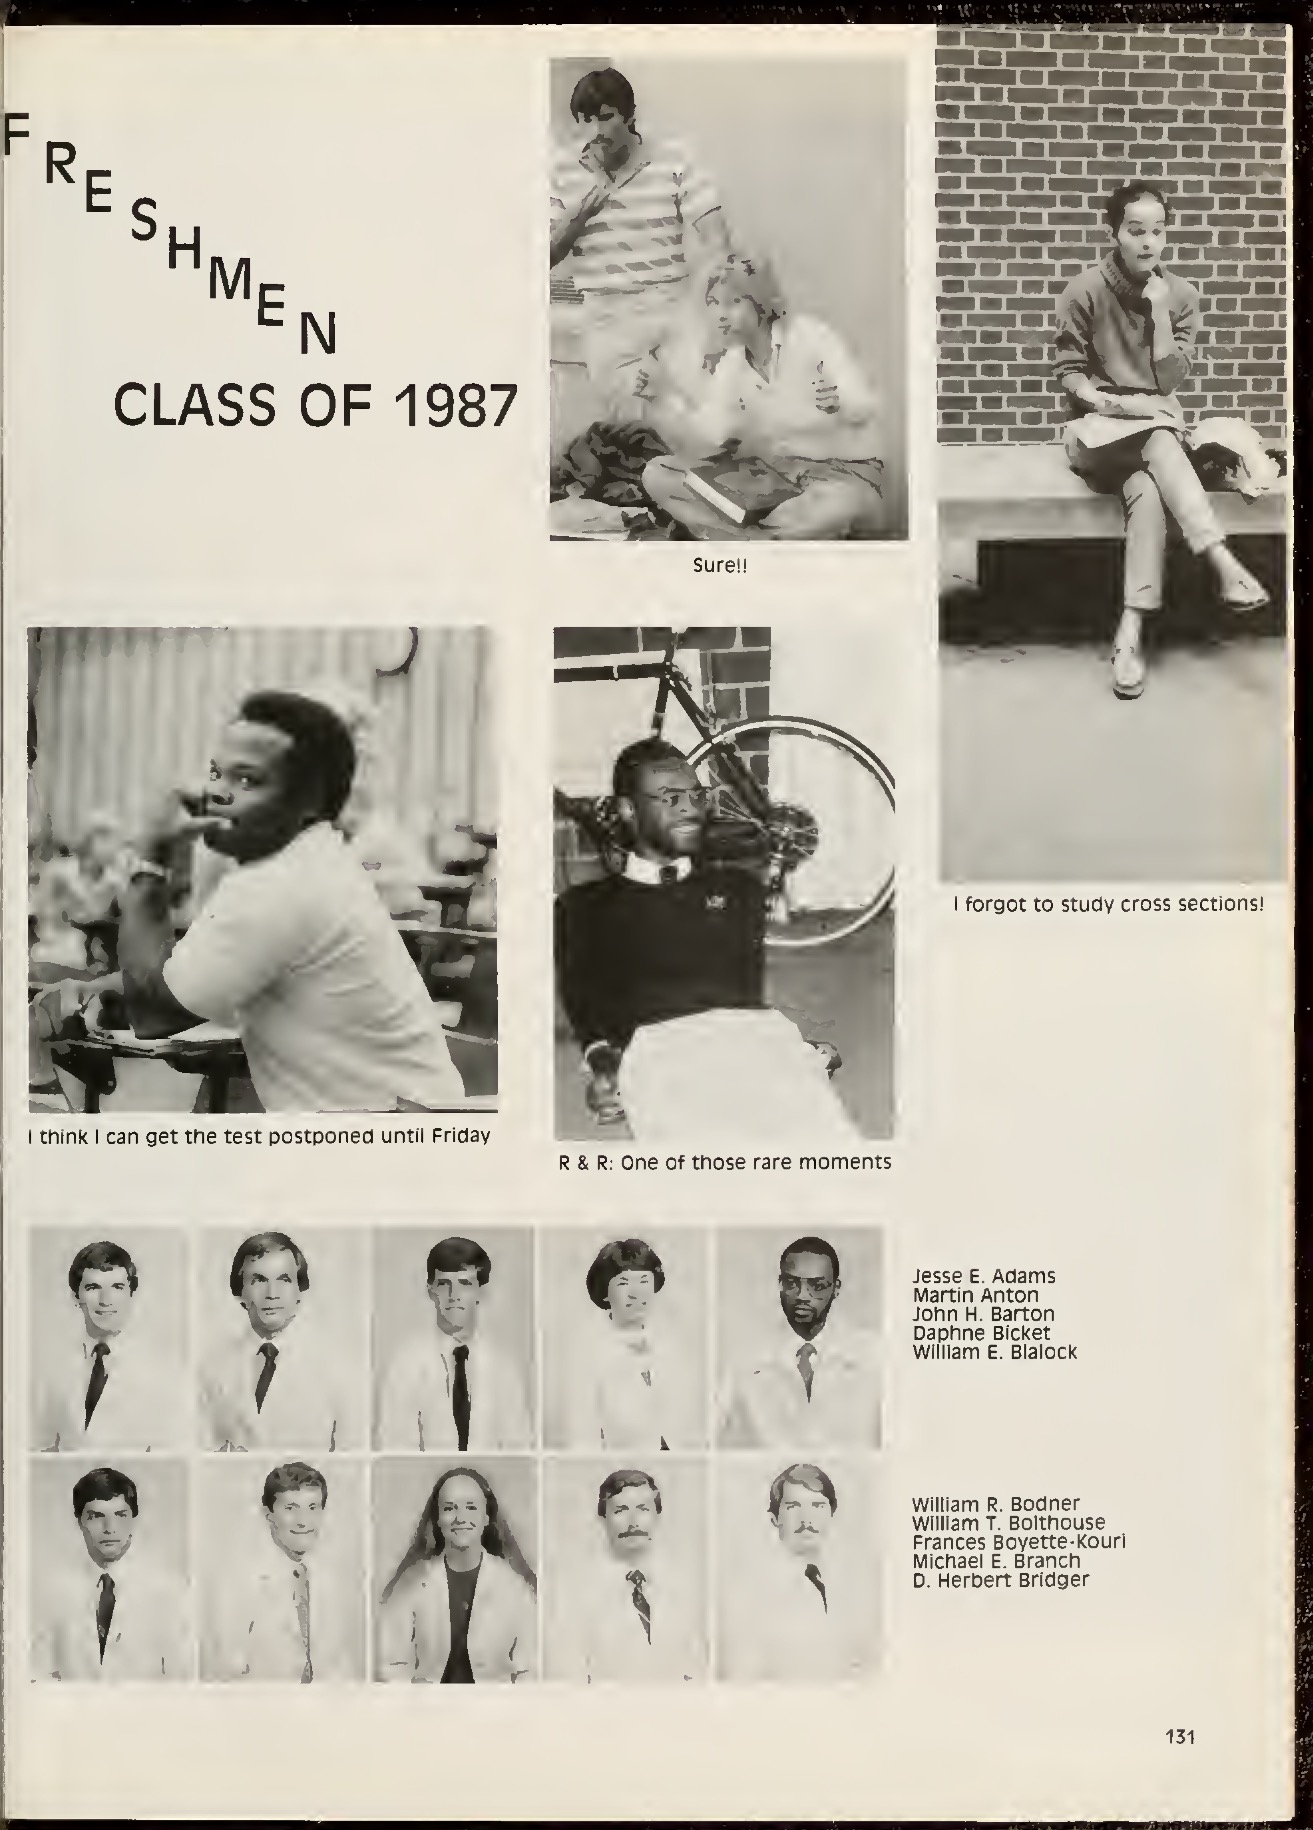 FRESHMEN
CLASS OF 1987
Sure!!
I forgot to study cross sections!
I think I can get the test postponed until Friday
R & R: One of those rare moments
Jesse E. Adams
Martin Anton
John H. Barton
Daphne Bicket
William E. Blalock
William R. Bodner
William T. Bolthouse
Frances Boyette-Kouri
Michael E. Branch
D. Herbert Bridger
131